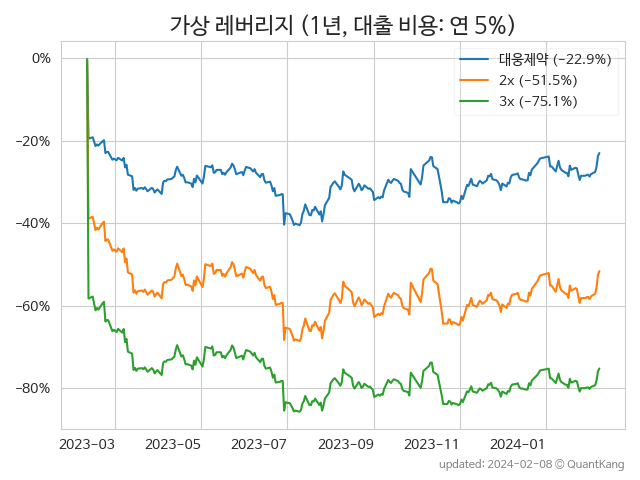 가상 레버리지 (1년, 대출 비용: 연 5%)
대웅제약 (-22.9%)
2x (-51.5%)
3x (-75.1%)
0%
-20%
-40%
-60%
-80%
2023-03 2023-05 2023-07 2023-09 2023-11 2024-01
updated: 2024-02-08 © QuantKang